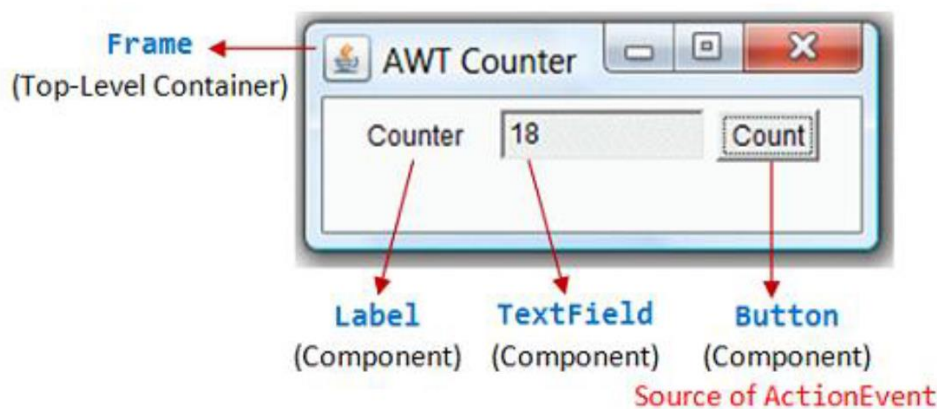 Frame
(Top-Level Container)
AWT Counter
Counter 18 Count
Label TextField Button
(Component) (Component) (Component)
Source of ActionEvent